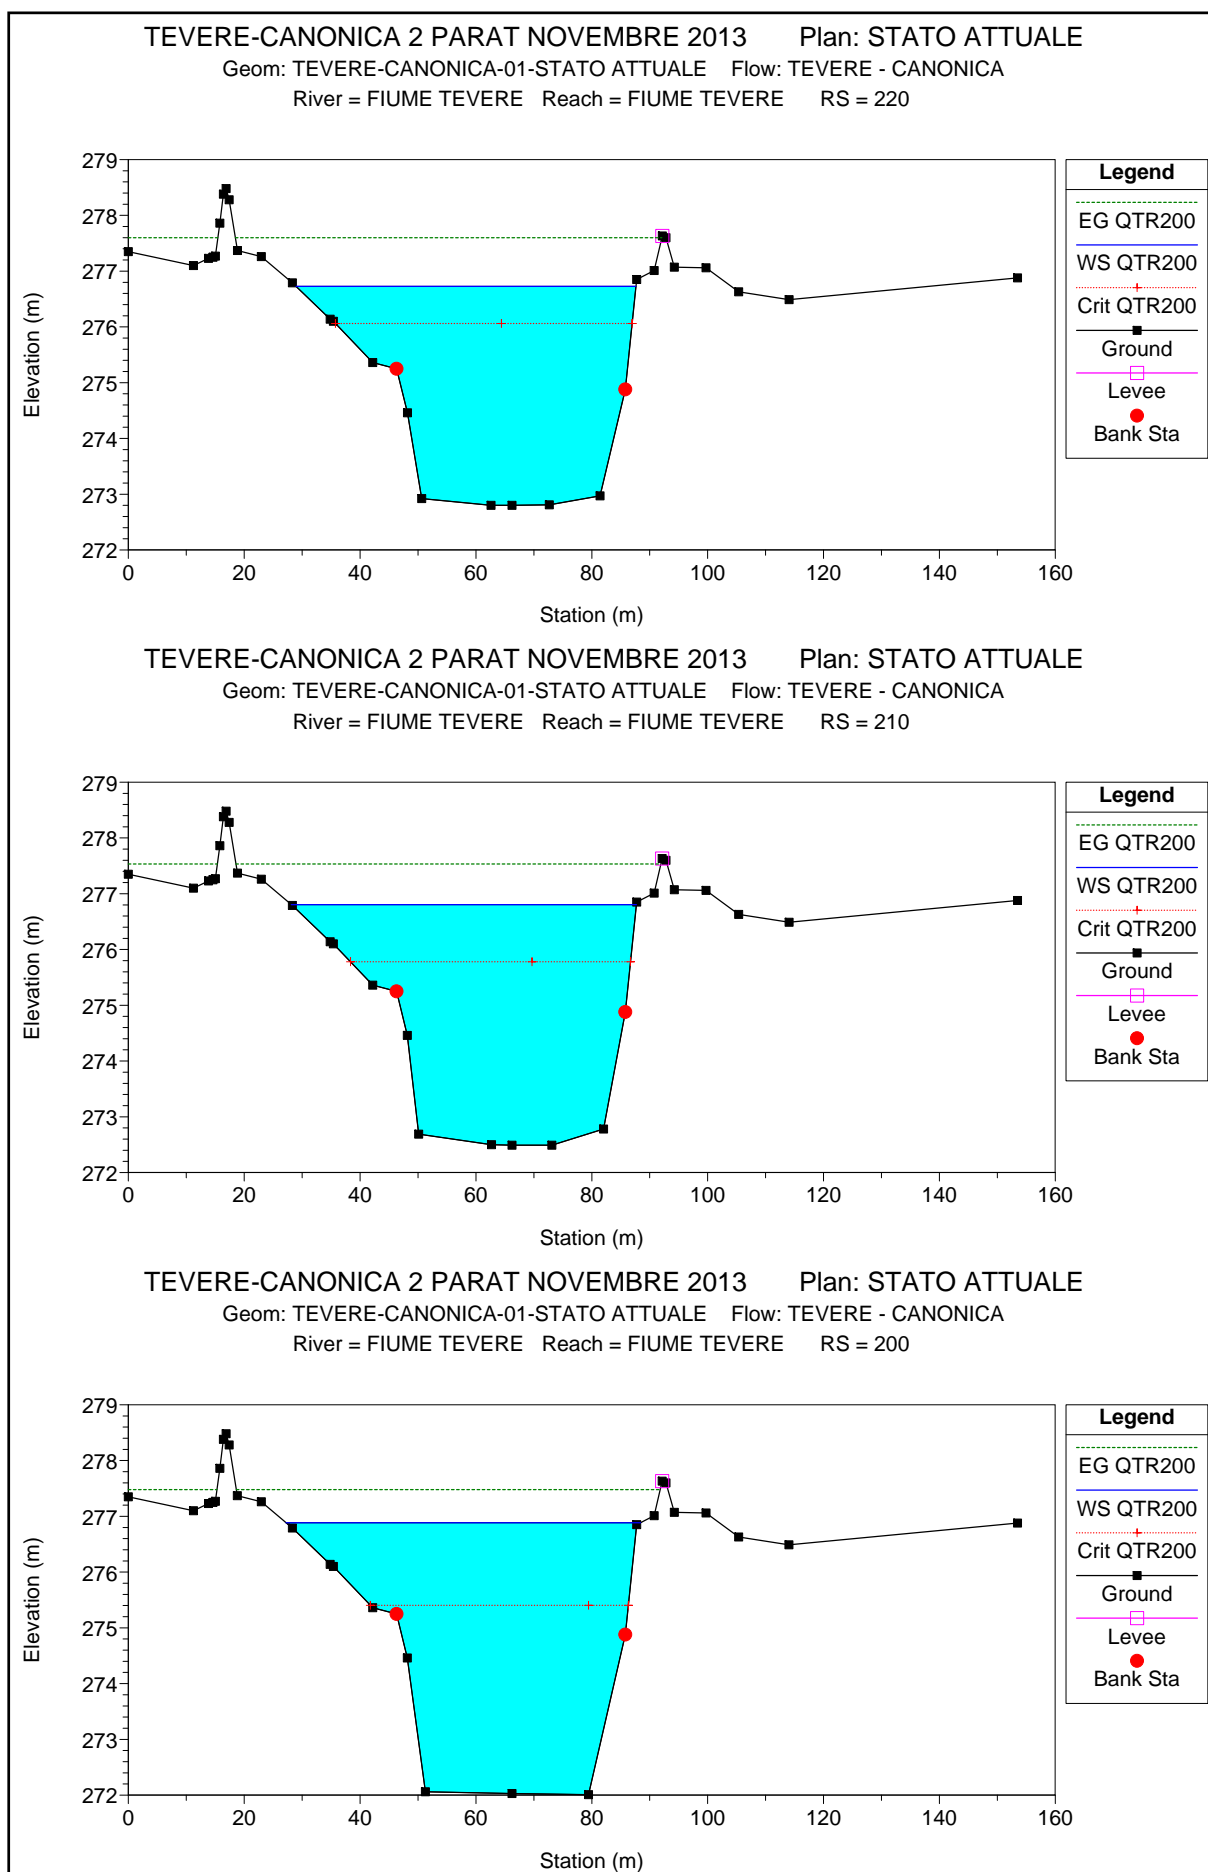 TEVERE-CANONICA 2 PARAT NOVEMBRE 2013 Plan: STATO ATTUALE
Geom: TEVERE-CANONICA-01-STATO ATTUALE Flow: TEVERE - CANONICA
River = FIUME TEVERE Reach = FIUME TEVERE RS = 220
279
278
277
276
275
274
273
272
Elevation (m)
0 20 40 60 80 100 120 140 160
Station (m)
Legend
EG QTR200
WS QTR200
Crit QTR200
Ground
Levee
Bank Sta
TEVERE-CANONICA 2 PARAT NOVEMBRE 2013 Plan: STATO ATTUALE
Geom: TEVERE-CANONICA-01-STATO ATTUALE Flow: TEVERE - CANONICA
River = FIUME TEVERE Reach = FIUME TEVERE RS = 210
279
278
277
276
275
274
273
272
Elevation (m)
0 20 40 60 80 100 120 140 160
Station (m)
Legend
EG QTR200
WS QTR200
Crit QTR200
Ground
Levee
Bank Sta
TEVERE-CANONICA 2 PARAT NOVEMBRE 2013 Plan: STATO ATTUALE
Geom: TEVERE-CANONICA-01-STATO ATTUALE Flow: TEVERE - CANONICA
River = FIUME TEVERE Reach = FIUME TEVERE RS = 200
279
278
277
276
275
274
273
272
Elevation (m)
0 20 40 60 80 100 120 140 160
Station (m)
Legend
EG QTR200
WS QTR200
Crit QTR200
Ground
Levee
Bank Sta